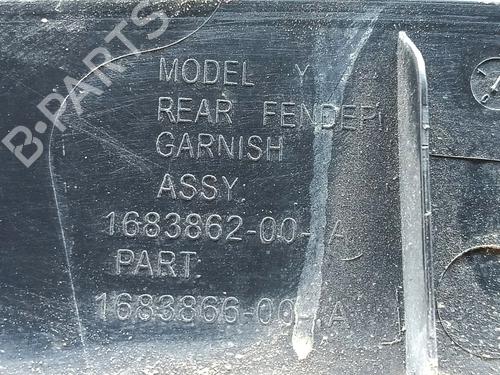 B-PARTS
MODEL Y
REAR FENDER
GARNISH
ASSY.
1683862-00-A
PART
1683866-00-A